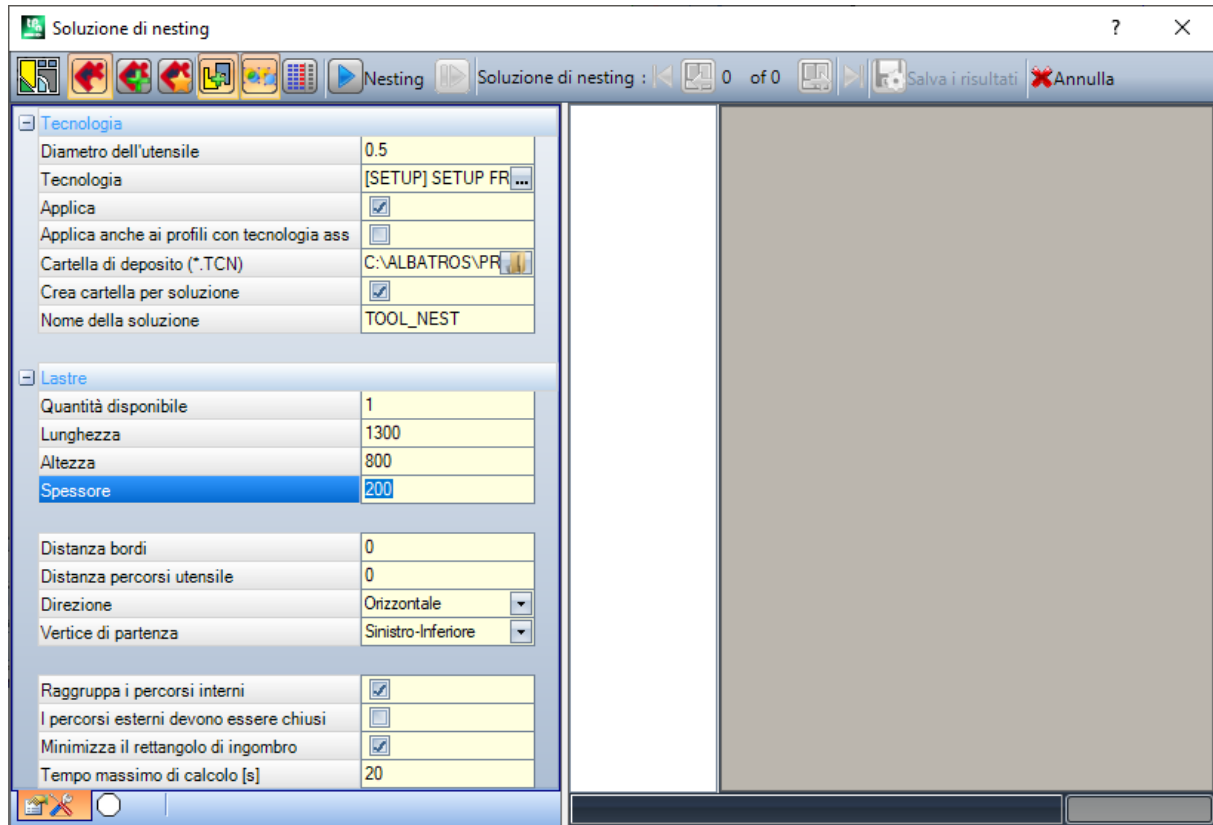 Soluzione di nesting
?
Nesting
Soluzione di nesting :
0 of 0
Salva i risultati
Annulla
Tecnologia
Diametro dell'utensile 0.5
Tecnologia [SETUP] SETUP FR ...
Applica
Applica anche ai profili con tecnologia ass
Cartella di deposito (*.TCN) C:\ALBATROS\PR
Crea cartella per soluzione
Nome della soluzione TOOL_NEST
Lastre
Quantità disponibile 1
Lunghezza 1300
Altezza 800
Spessore 200
Distanza bordi 0
Distanza percorsi utensile 0
Direzione Orizzontale
Vertice di partenza Sinistro-Inferiore
Raggruppa i percorsi interni
I percorsi esterni devono essere chiusi
Minimizza il rettangolo di ingombro
Tempo massimo di calcolo [s] 20